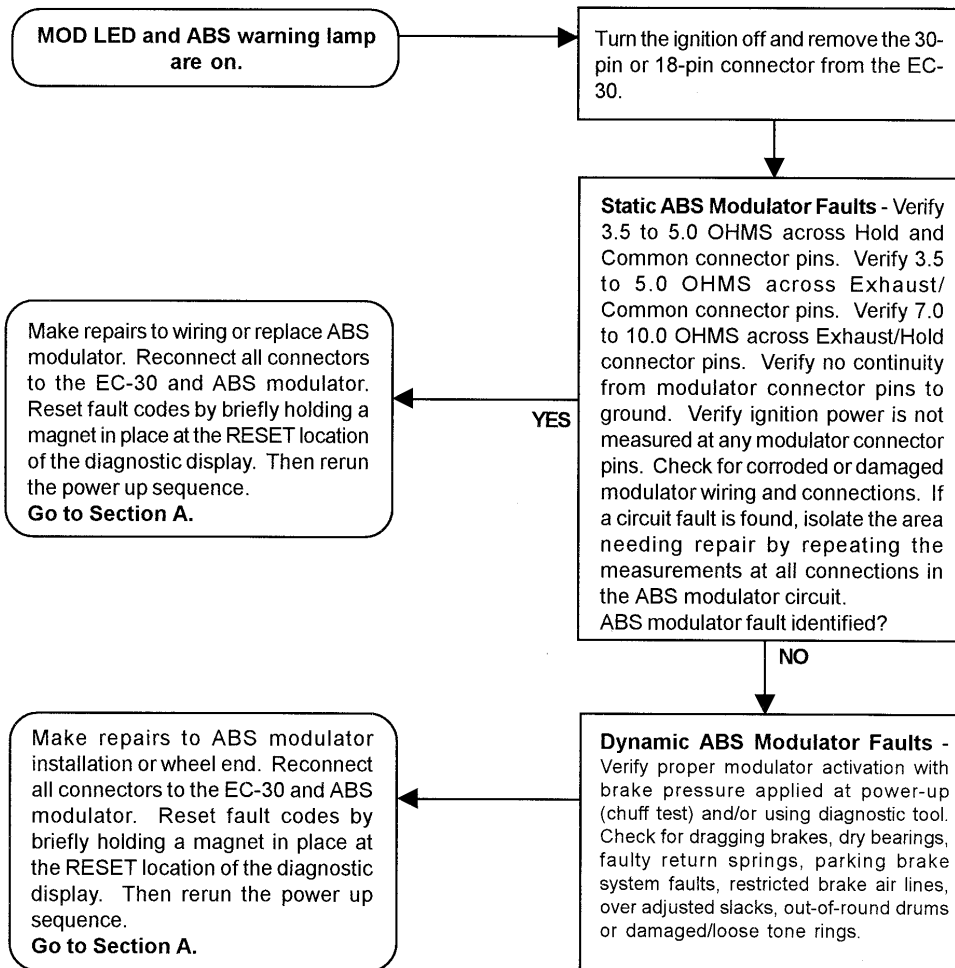 MOD LED and ABS warning lamp
are on.
Turn the ignition off and remove the 30-
pin or 18-pin connector from the EC-
30.
Static ABS Modulator Faults - Verify
3.5 to 5.0 OHMS across Hold and
Common connector pins. Verify 3.5
to 5.0 OHMS across Exhaust/
Common connector pins. Verify 7.0
to 10.0 OHMS across Exhaust/Hold
connector pins. Verify no continuity
from modulator connector pins to
ground. Verify ignition power is not
measured at any modulator connector
pins. Check for corroded or damaged
modulator wiring and connections. If
a circuit fault is found, isolate the area
needing repair by repeating the
measurements at all connections in
the ABS modulator circuit.
ABS modulator fault identified?
YES
Make repairs to wiring or replace ABS
modulator. Reconnect all connectors
to the EC-30 and ABS modulator.
Reset fault codes by briefly holding a
magnet in place at the RESET location
of the diagnostic display. Then rerun
the power up sequence.
Go to Section A.
NO
Dynamic ABS Modulator Faults -
Verify proper modulator activation with
brake pressure applied at power-up
(chuff test) and/or using diagnostic tool.
Check for dragging brakes, dry bearings,
faulty return springs, parking brake
system faults, restricted brake air lines,
over adjusted slacks, out-of-round drums
or damaged/loose tone rings.
Make repairs to ABS modulator
installation or wheel end. Reconnect
all connectors to the EC-30 and ABS
modulator. Reset fault codes by
briefly holding a magnet in place at
the RESET location of the diagnostic
display. Then rerun the power up
sequence.
Go to Section A.